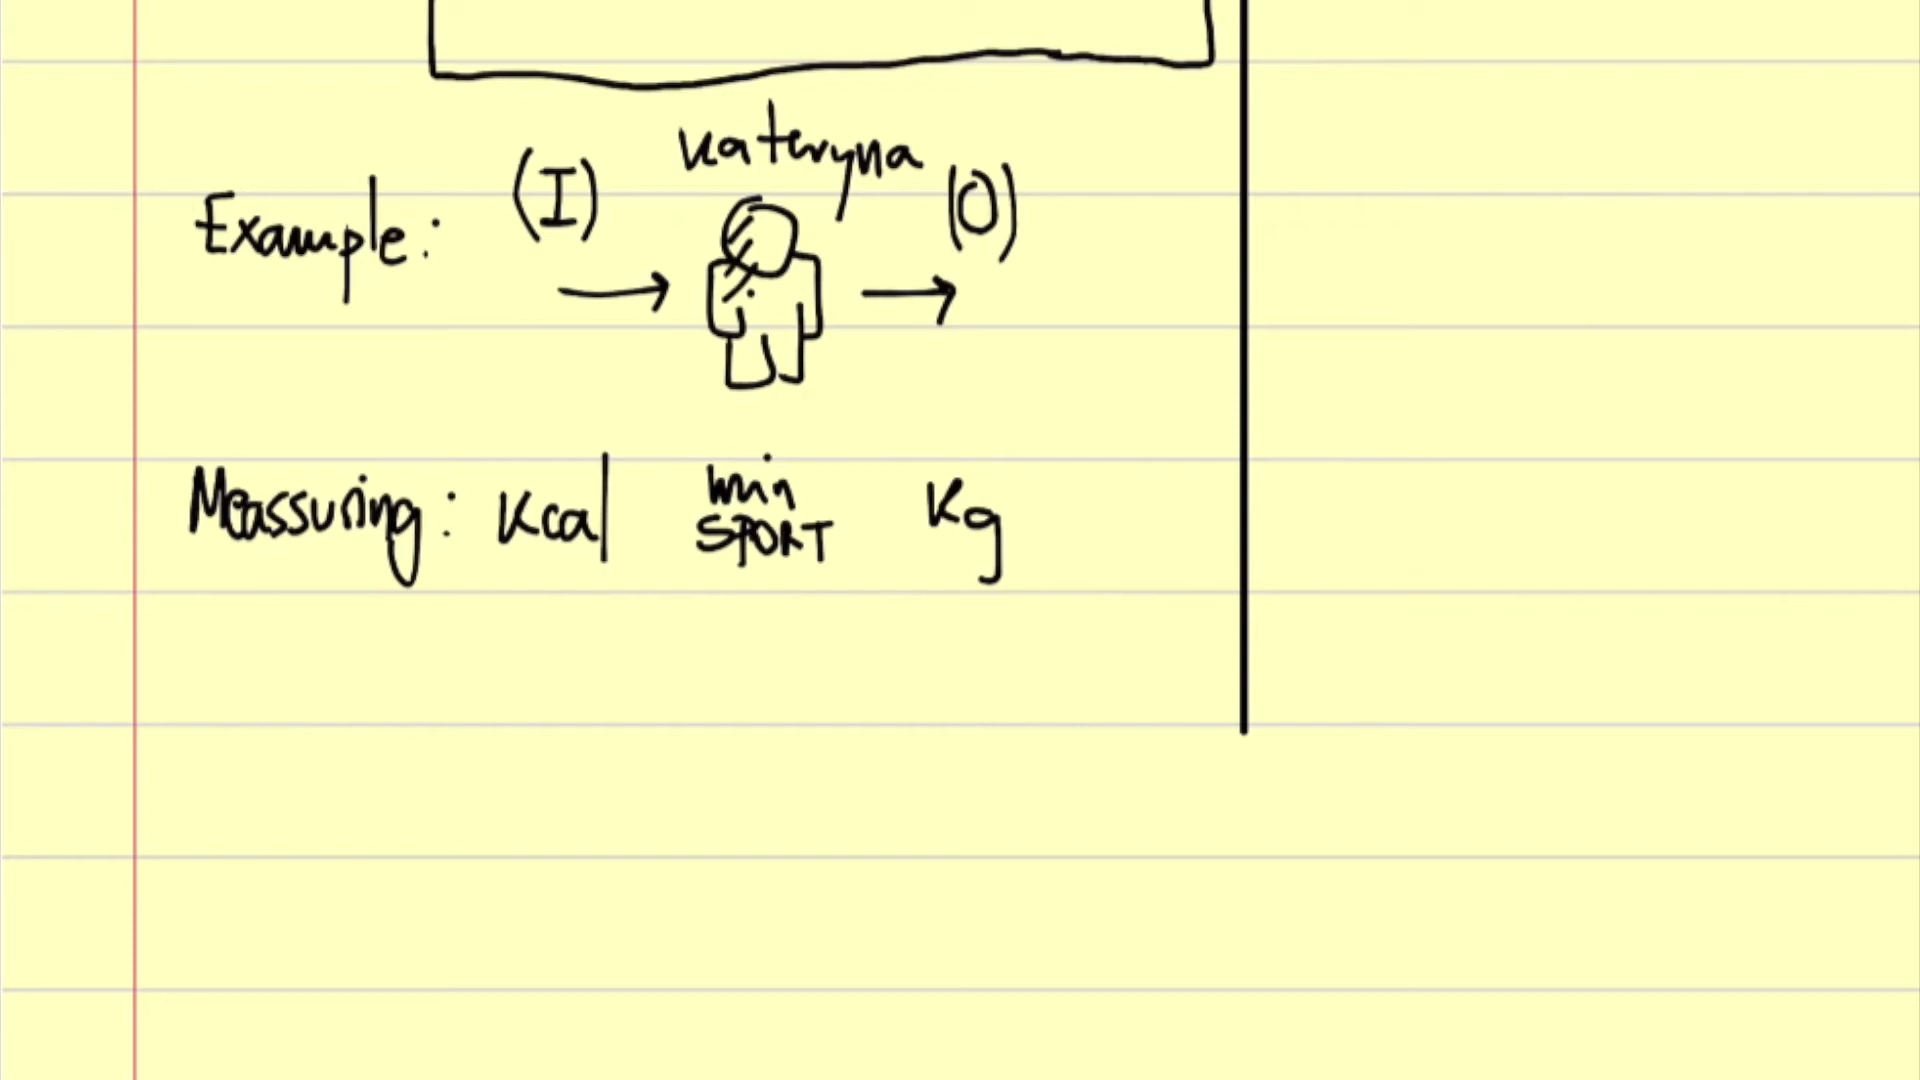 Kateryna
Example: (I) (O)
Meassuring: Kcal min SPORT Kg